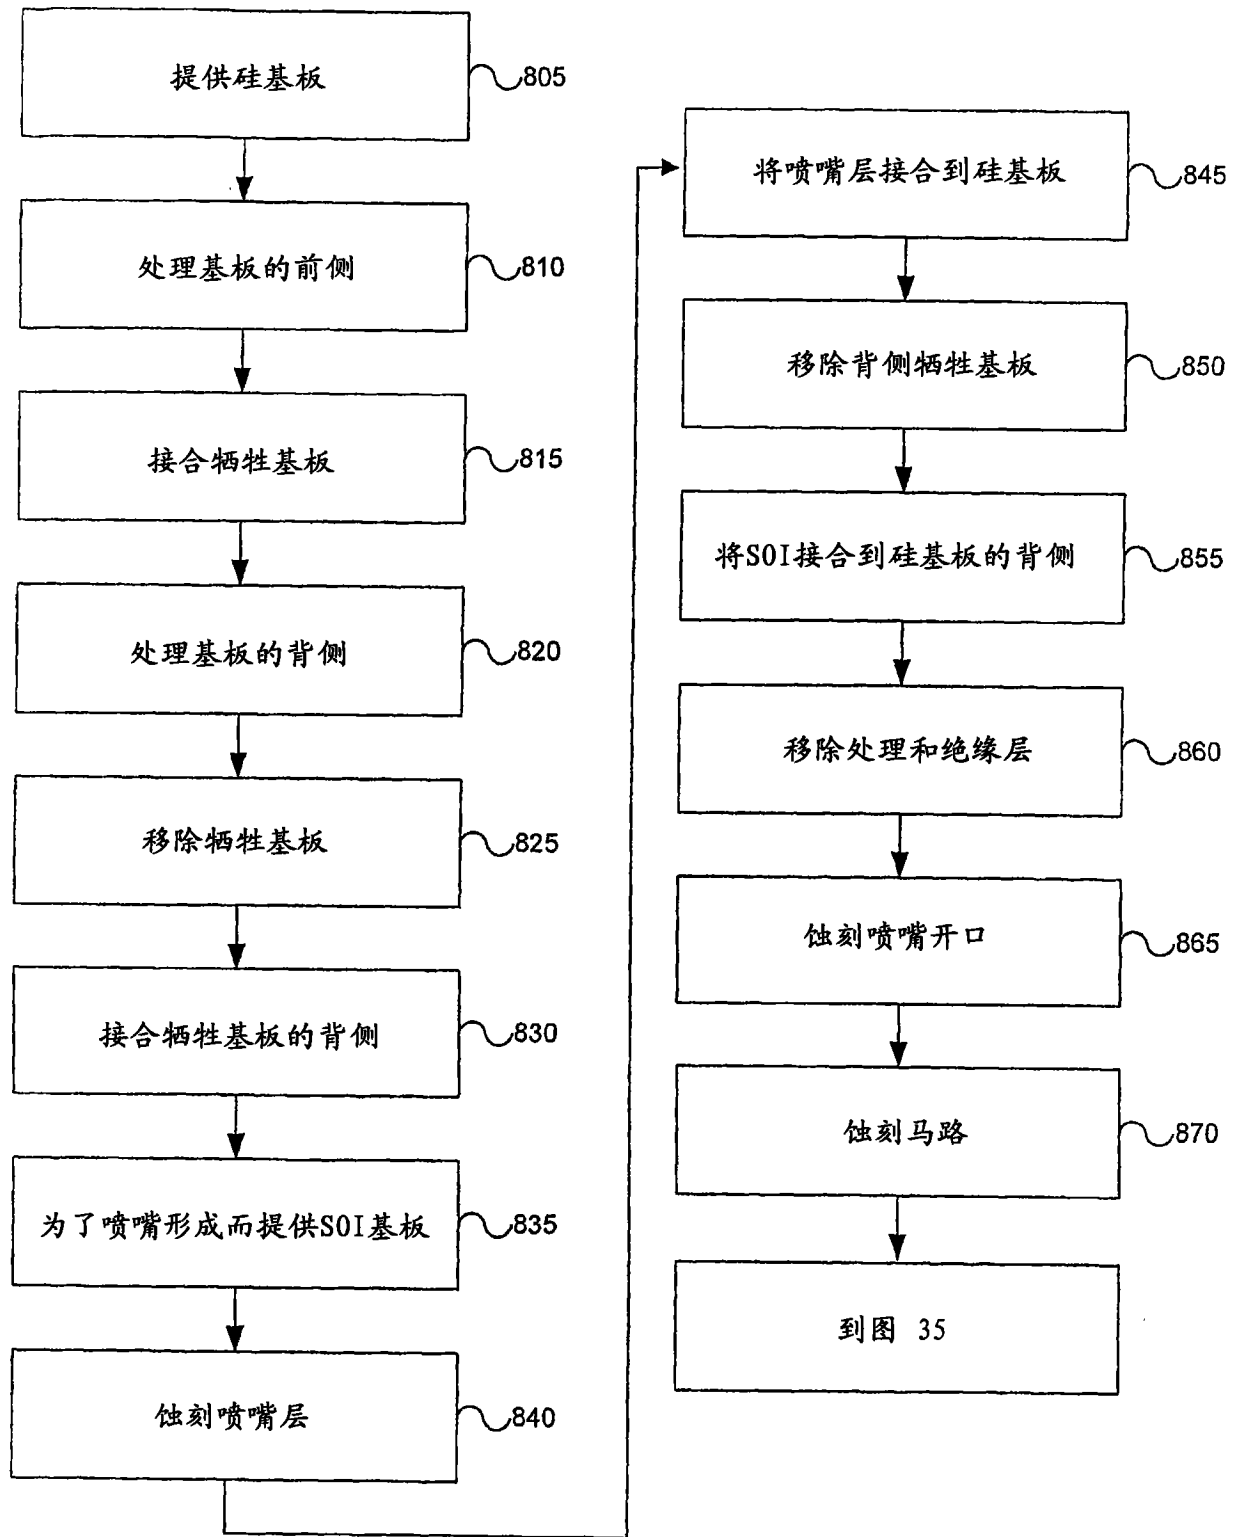 提供硅基板
805
处理基板的前侧
810
接合牺牲基板
815
处理基板的背侧
820
移除牺牲基板
825
接合牺牲基板的背侧
830
为了喷嘴形成而提供SOI基板
835
蚀刻喷嘴层
840
将喷嘴层接合到硅基板
845
移除背侧牺牲基板
850
将SOI接合到硅基板的背侧
855
移除处理和绝缘层
860
蚀刻喷嘴开口
865
蚀刻马路
870
到图 35